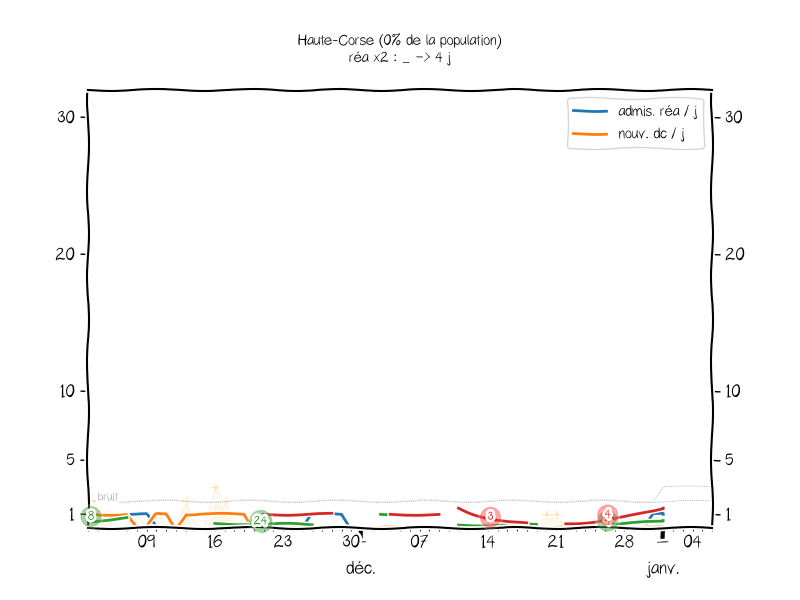 Haute-Corse (0% de la population)
réa x2 : _ -> 4 j
admis. réa / j
nouv. dc / j
30 30
20 20
10 10
5 5
bruit
1 8 24 3 4 1
09 16 23 30 07 14 21 28 04
déc. janv.